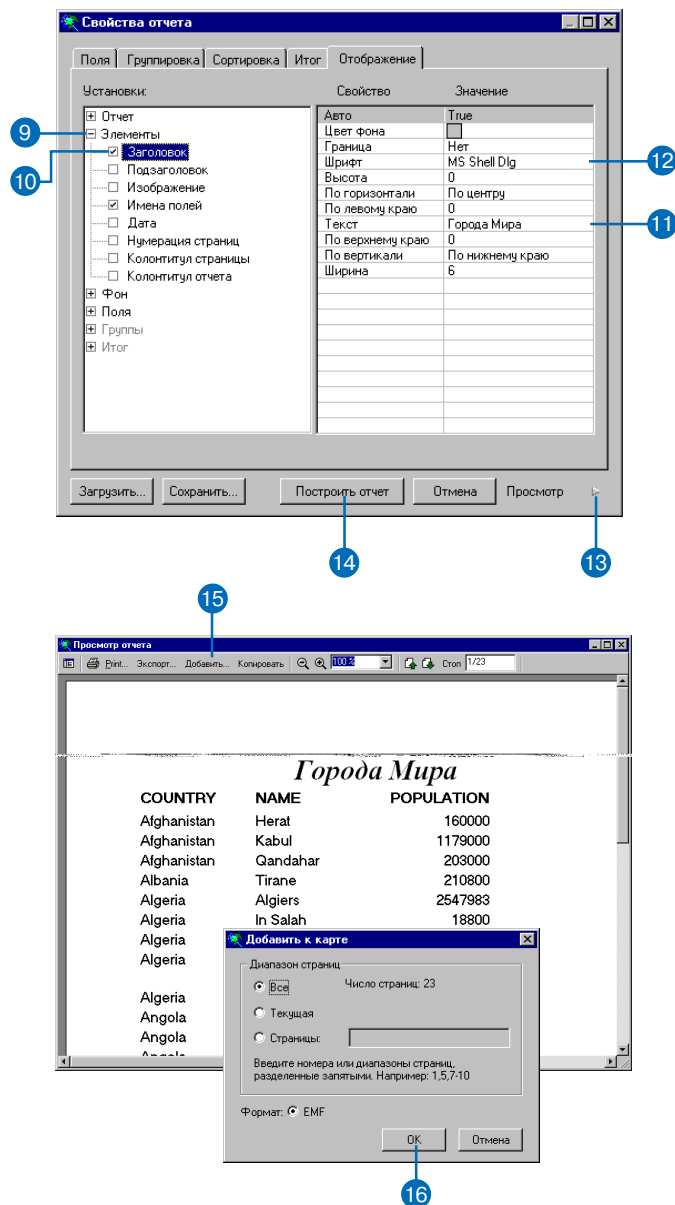 Свойства отчета
Поля Группировка Сортировка Итог Отображение
Установки: Свойство Значение
Отчет
Элементы
Заголовок
Подзаголовок
Изображение
Имена полей
Дата
Нумерация страниц
Колонтитул страницы
Колонтитул отчета
Фон
Поля
Группы
Итог
Авто True
Цвет фона
Граница Нет
Шрифт MS Shell Dlg
Высота 0
По горизонтали По центру
По левому краю 0
Текст Города Мира
По верхнему краю 0
По вертикали По нижнему краю
Ширина 6
9
10
12
11
Загрузить... Сохранить... Построить отчет Отмена Просмотр
14
13
15
Просмотр отчета
Print... Экспорт... Добавить... Копировать 100 % Стоп 1/23
Города Мира
COUNTRY NAME POPULATION
Afghanistan Herat 160000
Afghanistan Kabul 1179000
Afghanistan Qandahar 203000
Albania Tirane 210800
Algeria Algiers 2547983
Algeria In Salah 18800
Algeria
Algeria
Algeria
Angola
Angola
Angola
Добавить к карте
Диапазон страниц
Все Число страниц: 23
Текущая
Страницы:
Введите номера или диапазоны страниц,
разделенные запятыми. Например: 1,5,7-10
Формат: EMF
OK Отмена
16